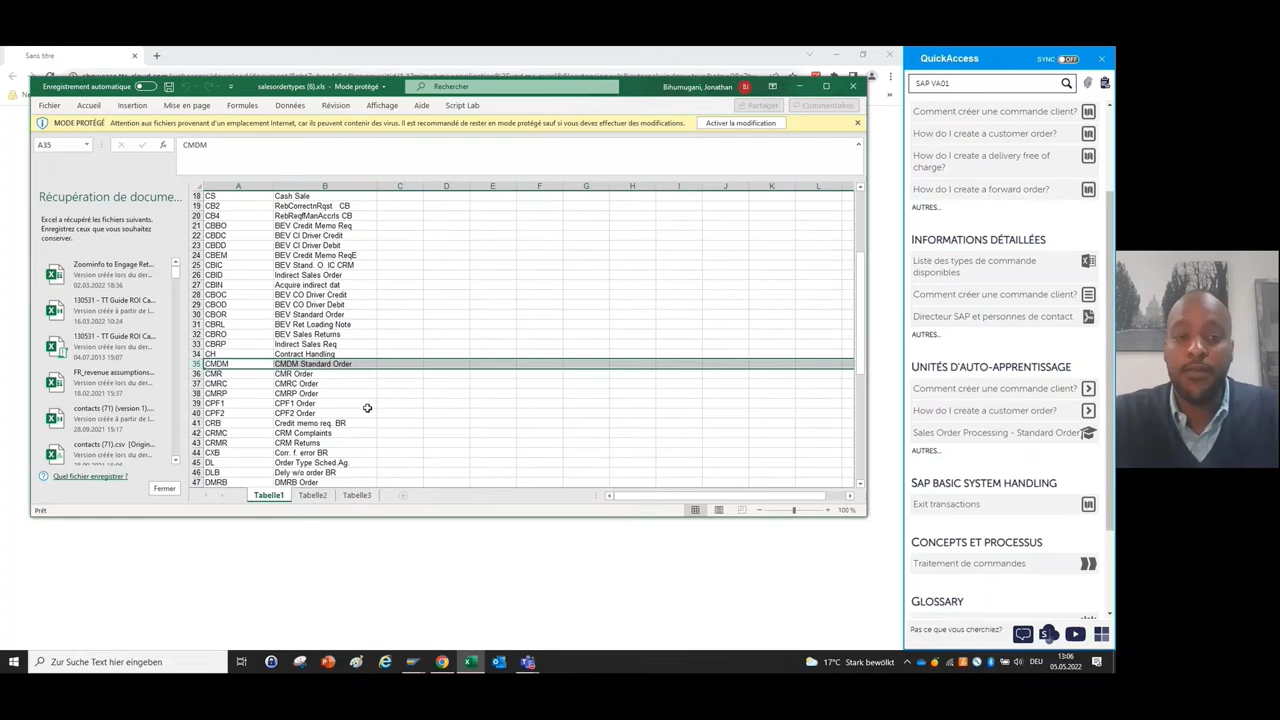 Sans titre
Enregistrement automatique
salesordertypes (6).xls - Mode protégé
Rechercher
Bihumugani, Jonathan
BJ
Fichier Accueil Insertion Mise en page Formules Données Révision Affichage Aide Script Lab
Partager
Commentaires
MODE PROTÉGÉ Attention aux fichiers provenant d'un emplacement Internet, car ils peuvent contenir des virus. Il est recommandé de rester en mode protégé sauf si vous devez effectuer des modifications.
Activer la modification
A35
fx
CMDM
Récupération de docume...
Excel a récupéré les fichiers suivants.
Enregistrez ceux que vous souhaitez
conserver.
Zoominfo to Engage Ret...
Version créée lors du der...
02.03.2022 18:36
130531 - TT Guide ROI Ca...
Version créée lors du der...
16.03.2022 10:24
130531 - TT Guide ROI Ca...
Version créée lors du der...
04.07.2013 15:07
FR_revenue assumptions...
Version créée lors du der...
18.02.2021 17:21
contacts (71) (version 1)....
Version créée à partir de
28.09.2021 17:15
contacts (71).csv [Origin...
Version créée à partir de
Quel fichier enregistrer ?
Fermer
A B C D E F G H I J K L
18 CS Cash Sale
19 CB2 RebCorrectnRqst CB
20 CB4 RebReqfManAccrls CB
21 CBBO BEV Credit Memo Req
22 CBDC BEV CI Driver Credit
23 CBDD BEV CI Driver Debit
24 CBEM BEV Credit Memo ReqE
25 CBIC BEV Stand. O. IC CRM
26 CBID Indirect Sales Order
27 CBIN Acquire indirect dat
28 CBOC BEV CO Driver Credit
29 CBOD BEV CO Driver Debit
30 CBOR BEV Standard Order
31 CBRL BEV Ret Loading Note
32 CBRO BEV Sales Returns
33 CBRP Indirect Sales Req
34 CH Contract Handling
35 CMDM CMDM Standard Order
36 CMR CMR Order
37 CMRC CMRC Order
38 CMRP CMRP Order
39 CPF1 CPF1 Order
40 CPF2 CPF2 Order
41 CRB Credit memo req. BR
42 CRMC CRM Complaints
43 CRMR CRM Returns
44 CXB Corr. f. error BR
45 DL Order Type Sched.Ag.
46 DLB Dely w/o order BR
47 DMRB DMRB Order
Tabelle1 Tabelle2 Tabelle3
Prêt
100 %
QuickAccess
SYNC OFF
SAP VA01
Comment créer une commande client?
How do I create a customer order?
How do I create a delivery free of
charge?
How do I create a forward order?
AUTRES...
INFORMATIONS DÉTAILLÉES
Liste des types de commande
disponibles
Comment créer une commande client?
Directeur SAP et personnes de contact
AUTRES...
UNITÉS D'AUTO-APPRENTISSAGE
Comment créer une commande client?
How do I create a customer order?
Sales Order Processing - Standard Order
AUTRES...
SAP BASIC SYSTEM HANDLING
Exit transactions
CONCEPTS ET PROCESSUS
Traitement de commandes
GLOSSARY
Pas ce que vous cherchiez?
Zur Suche Text hier eingeben
17°C Stark bewölkt
DEU
13:06
05.05.2022